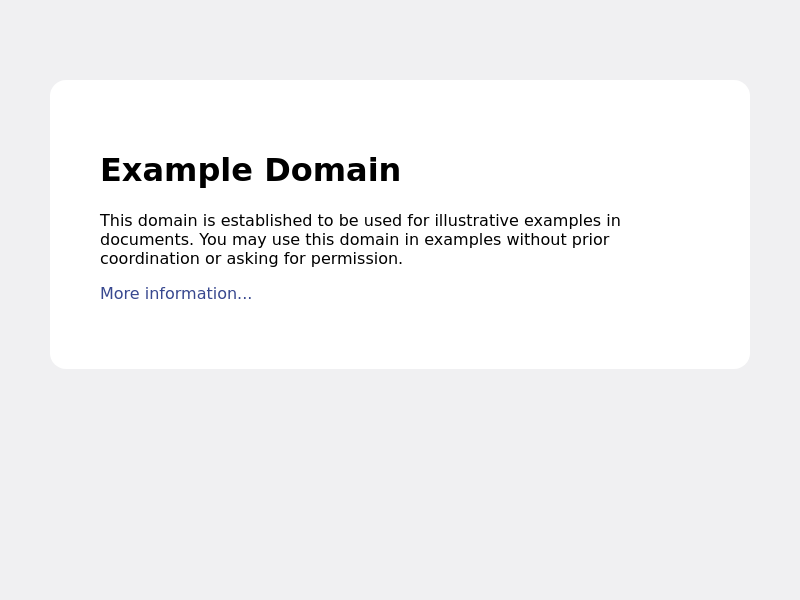 Example Domain
This domain is established to be used for illustrative examples in
documents. You may use this domain in examples without prior
coordination or asking for permission.
More information...